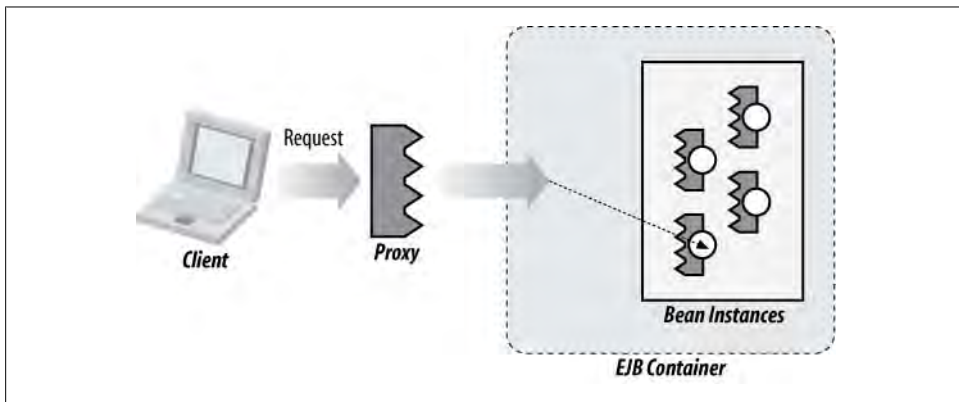 Request
Client
Proxy
Bean Instances
EJB Container